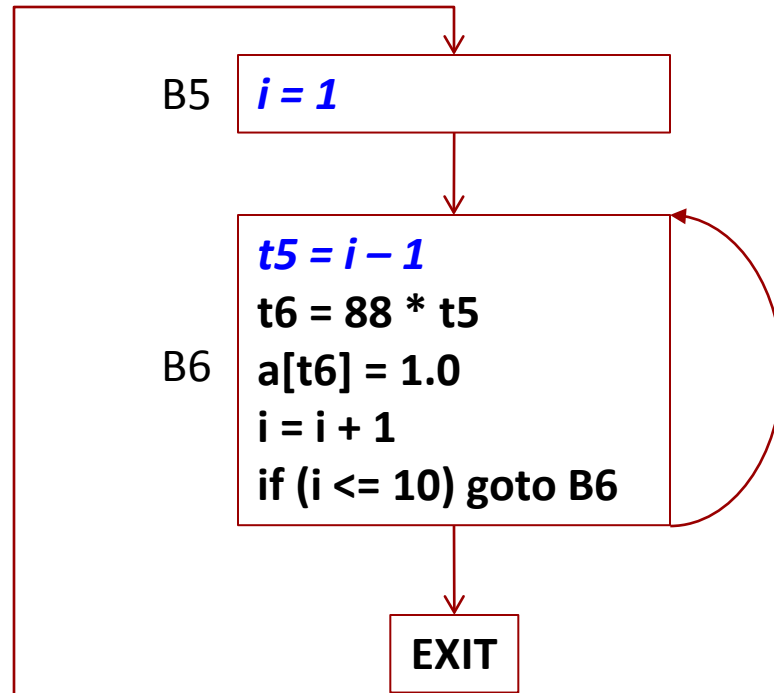 B5
i = 1
t5 = i – 1
t6 = 88 * t5
B6
a[t6] = 1.0
i = i + 1
if (i <= 10) goto B6
EXIT